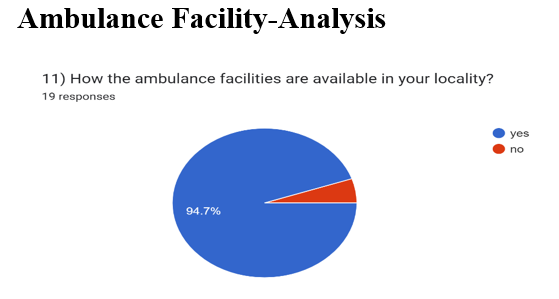 Ambulance Facility-Analysis
11) How the ambulance facilities are available in your locality?
19 responses
yes
no
94.7%